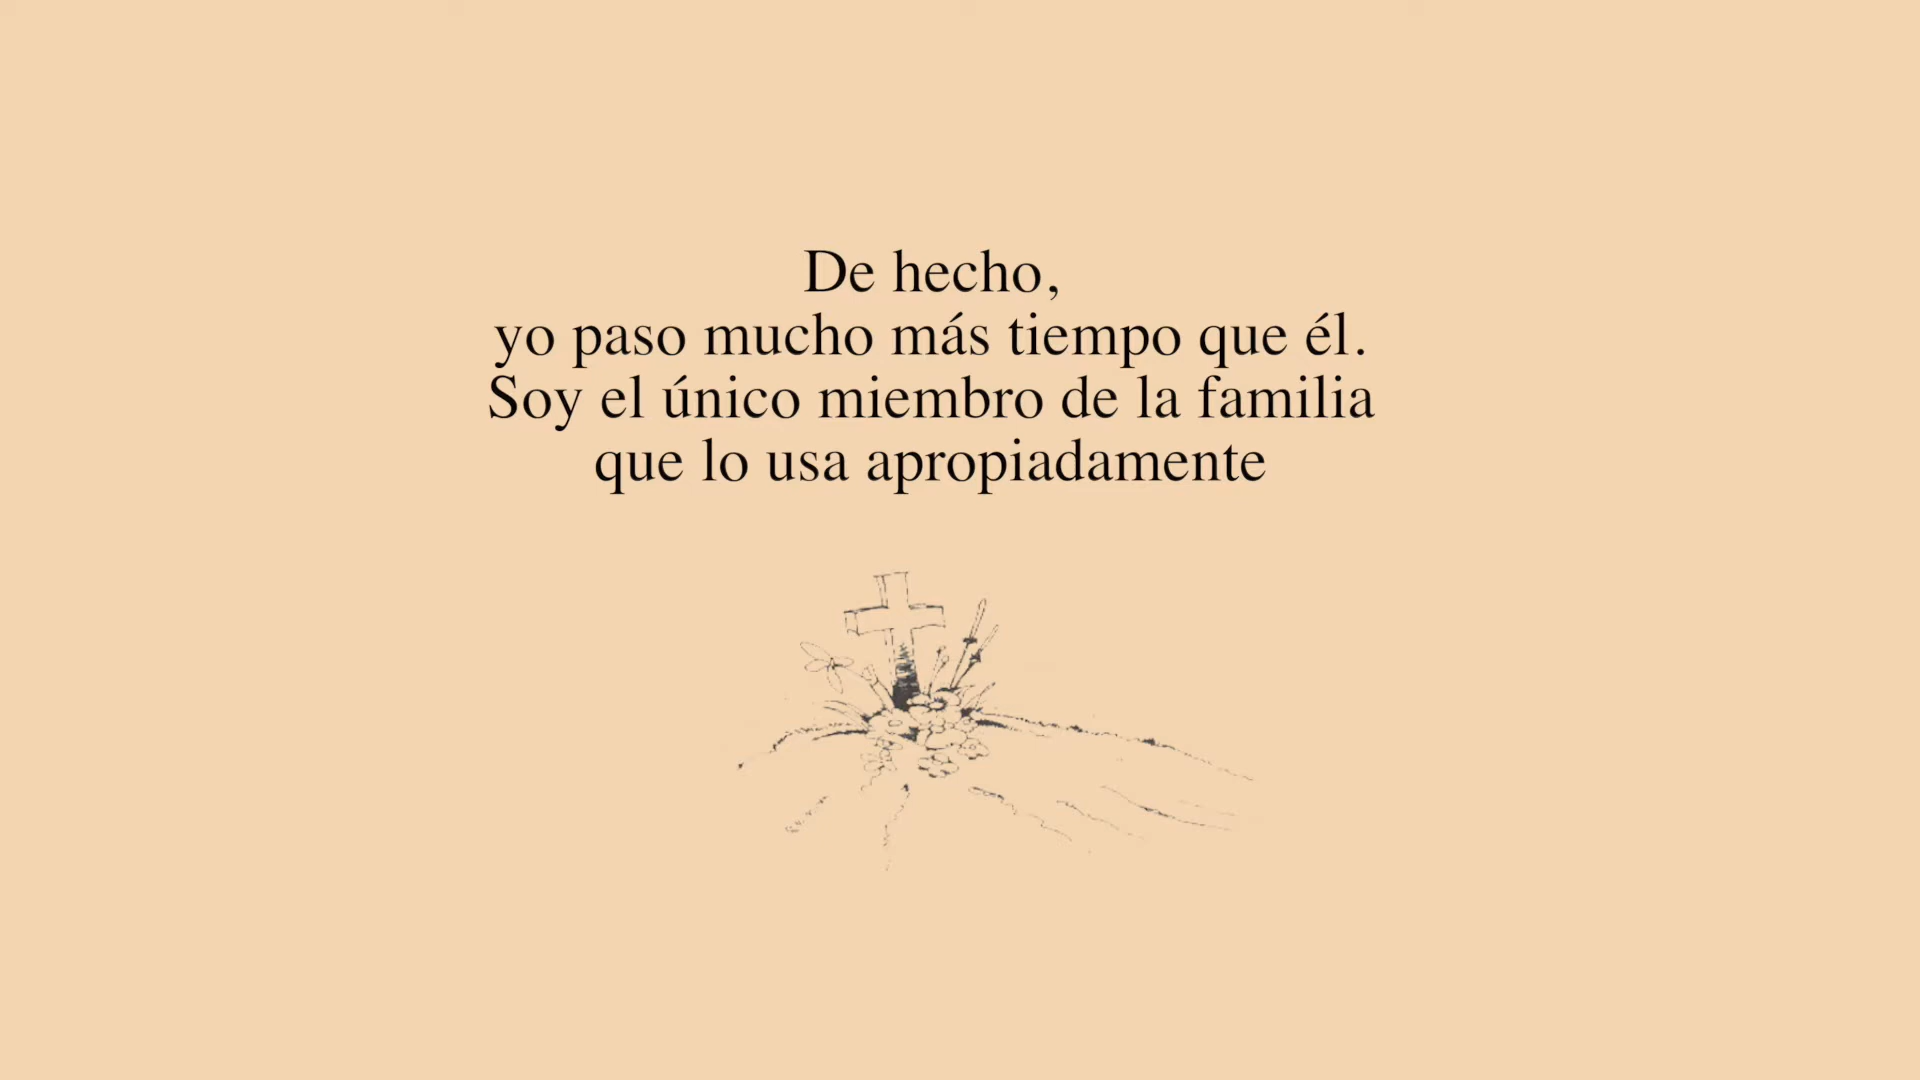 De hecho,
yo paso mucho más tiempo que él.
Soy el único miembro de la familia
que lo usa apropiadamente